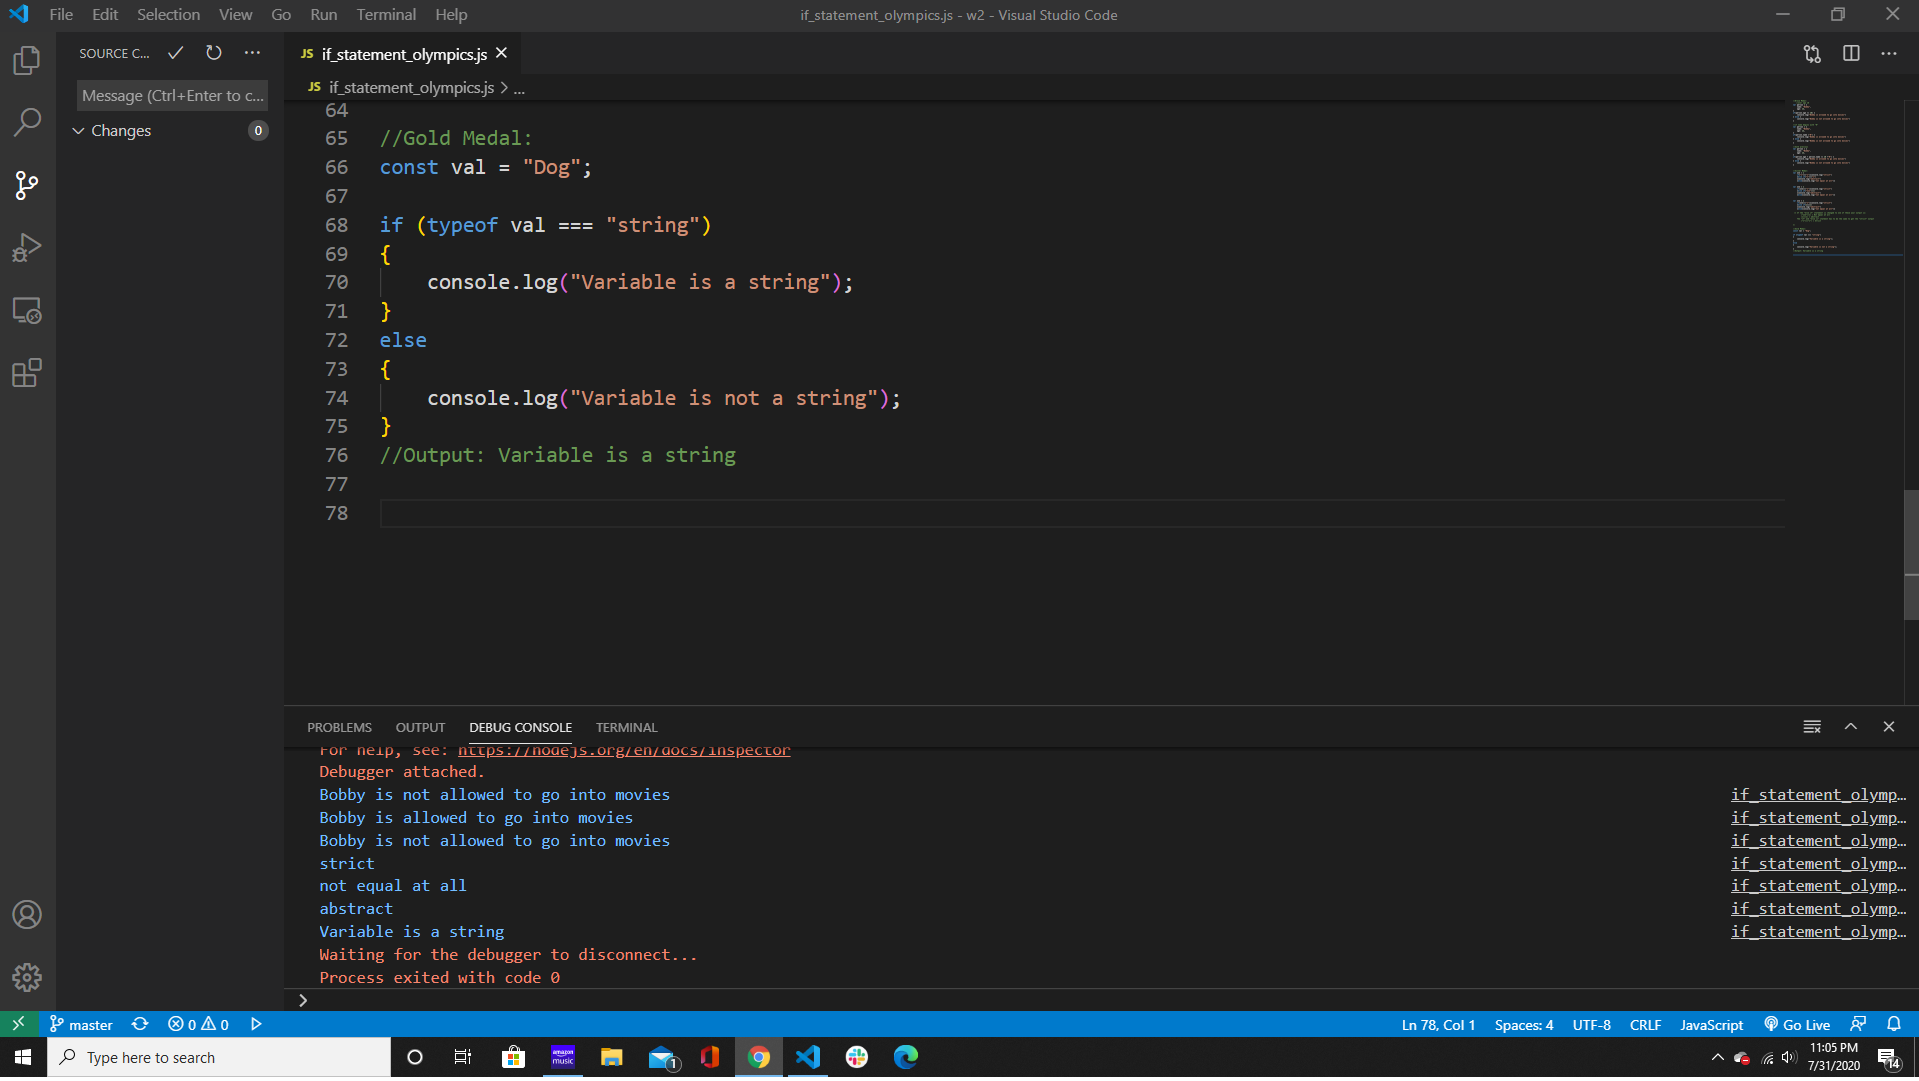 File Edit Selection View Go Run Terminal Help
if_statement_olympics.js - w2 - Visual Studio Code
SOURCE C...
Message (Ctrl+Enter to c...
Changes 0
JS if_statement_olympics.js
JS if_statement_olympics.js > ...
64
65 //Gold Medal:
66 const val = "Dog";
67
68 if (typeof val === "string")
69 {
70 console.log("Variable is a string");
71 }
72 else
73 {
74 console.log("Variable is not a string");
75 }
76 //Output: Variable is a string
77
78
PROBLEMS OUTPUT DEBUG CONSOLE TERMINAL
For help, see: https://nodejs.org/en/docs/inspector
Debugger attached.
Bobby is not allowed to go into movies if_statement_olymp...
Bobby is allowed to go into movies if_statement_olymp...
Bobby is not allowed to go into movies if_statement_olymp...
strict if_statement_olymp...
not equal at all if_statement_olymp...
abstract if_statement_olymp...
Variable is a string if_statement_olymp...
Waiting for the debugger to disconnect...
Process exited with code 0
master 0 0 Ln 78, Col 1 Spaces: 4 UTF-8 CRLF JavaScript Go Live
Type here to search
amazon music
1
11:05 PM
7/31/2020
14